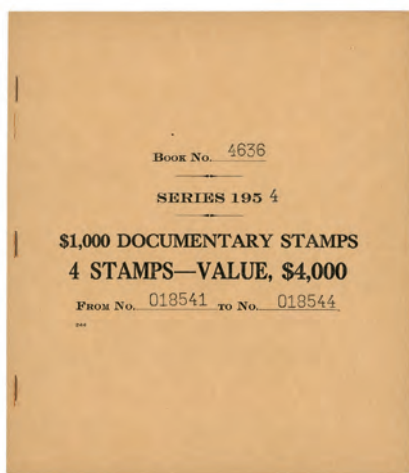 Book No. 4636
SERIES 195 4
$1,000 DOCUMENTARY STAMPS
4 STAMPS—VALUE, $4,000
From No. 018541 to No. 018544